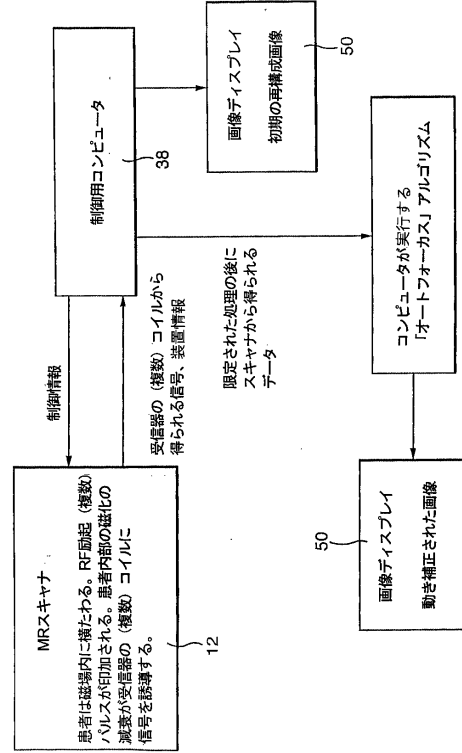 MRスキャナ
患者は磁場内に横たわる。RF励起（複数）
パルスが印加される。患者内部の磁化の
減衰が受信器の（複数）コイルに
信号を誘導する。
12
制御情報
受信器の（複数）コイルから
得られる信号、装置情報
制御用コンピュータ
38
画像ディスプレイ
初期の再構成画像
50
限定された処理の後に
スキャナから得られる
データ
コンピュータが実行する
「オートフォーカス」アルゴリズム
画像ディスプレイ
動き補正された画像
50